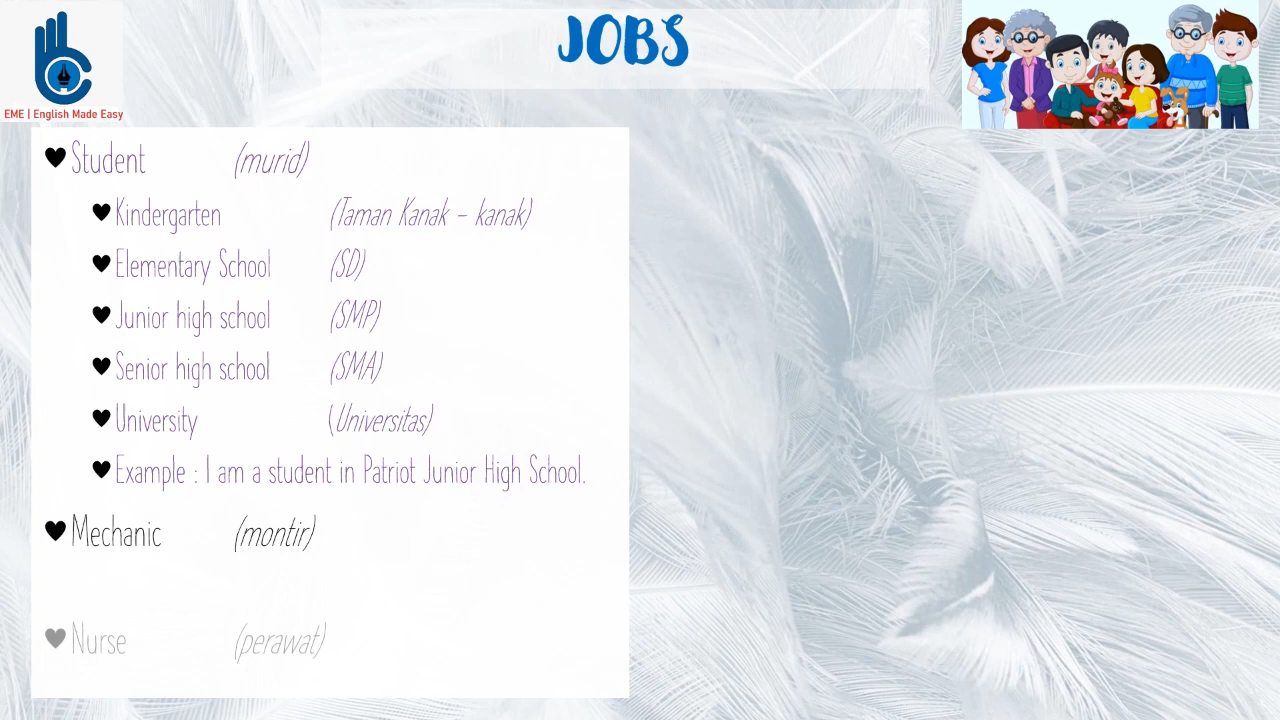 JOBS
EME | English Made Easy
Student (murid)
Kindergarten (Taman Kanak – kanak)
Elementary School (SD)
Junior high school (SMP)
Senior high school (SMA)
University (Universitas)
Example : I am a student in Patriot Junior High School.
Mechanic (montir)
Nurse (perawat)